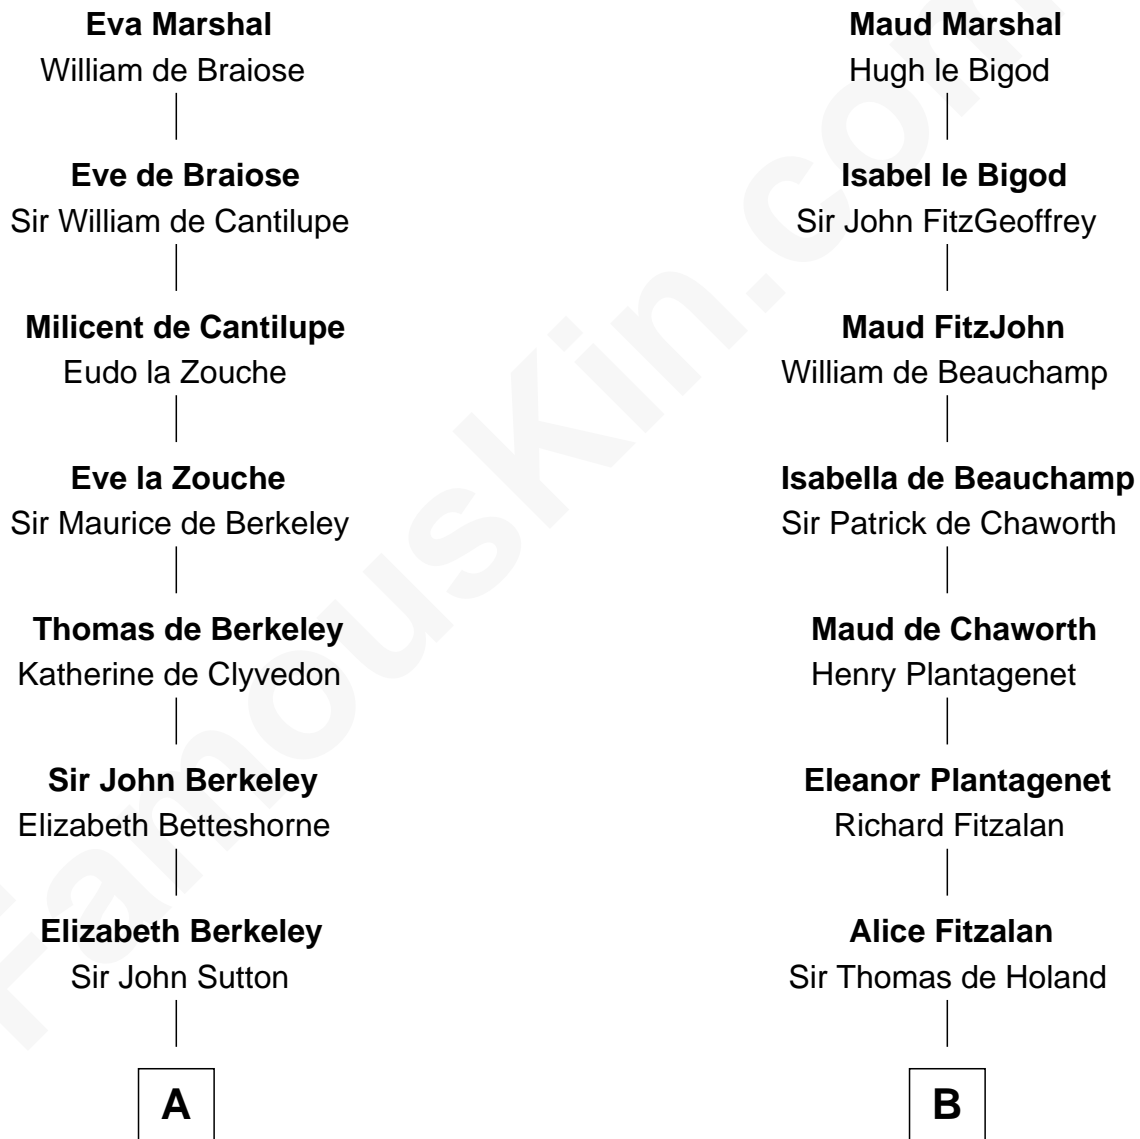 Eva Marshal
William de Braiose
Eve de Braiose
Sir William de Cantilupe
Milicent de Cantilupe
Eudo la Zouche
Eve la Zouche
Sir Maurice de Berkeley
Thomas de Berkeley
Katherine de Clyvedon
Sir John Berkeley
Elizabeth Betteshorne
Elizabeth Berkeley
Sir John Sutton
A
Maud Marshal
Hugh le Bigod
Isabel le Bigod
Sir John FitzGeoffrey
Maud FitzJohn
William de Beauchamp
Isabella de Beauchamp
Sir Patrick de Chaworth
Maud de Chaworth
Henry Plantagenet
Eleanor Plantagenet
Richard Fitzalan
Alice Fitzalan
Sir Thomas de Holand
B
FamousKin.com